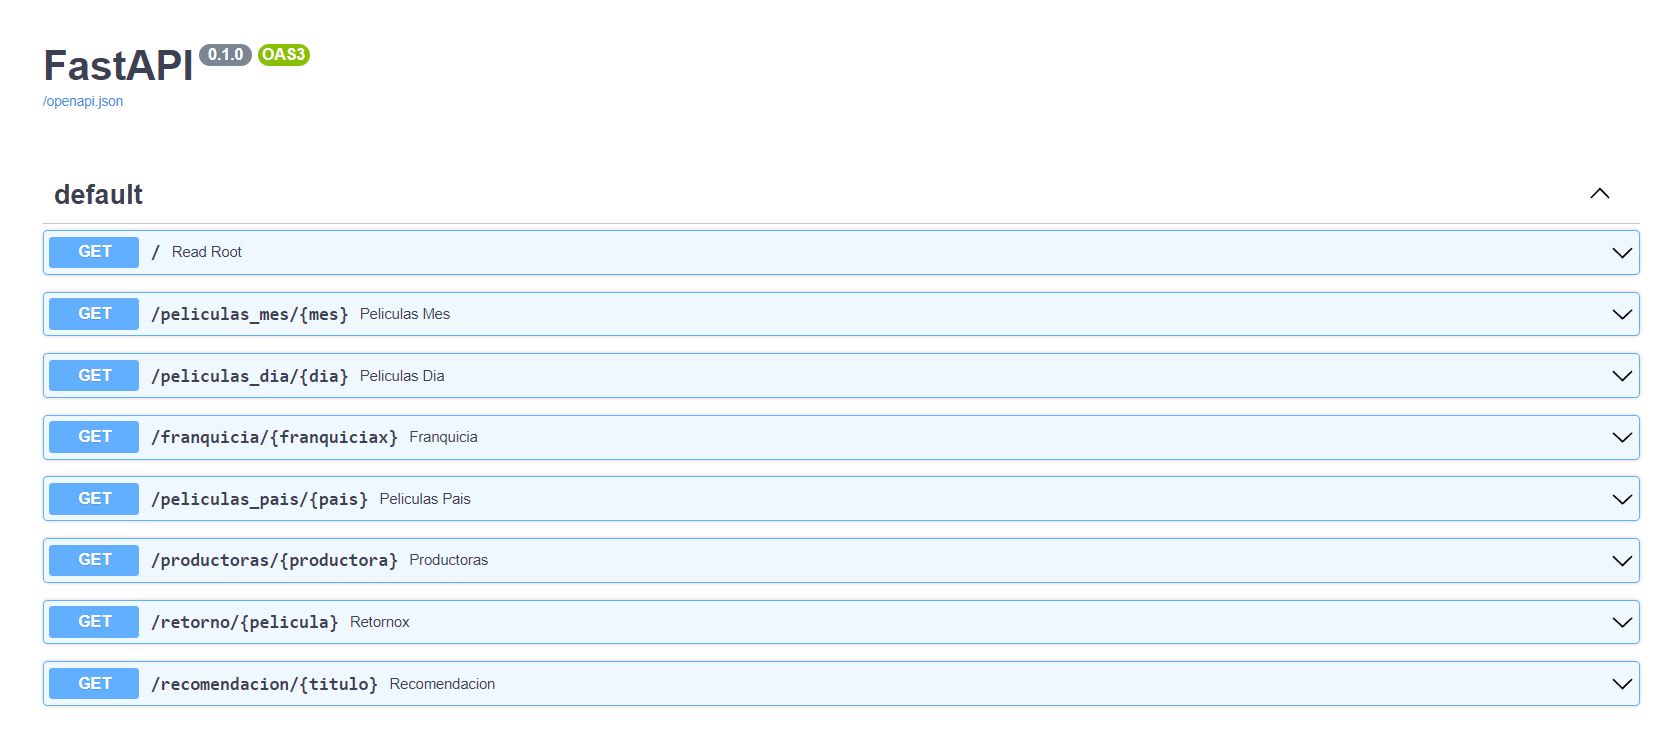 FastAPI 0.1.0 OAS3
/openapi.json
default
GET / Read Root
GET /peliculas_mes/{mes} Peliculas Mes
GET /peliculas_dia/{dia} Peliculas Dia
GET /franquicia/{franquiciax} Franquicia
GET /peliculas_pais/{pais} Peliculas Pais
GET /productoras/{productora} Productoras
GET /retorno/{pelicula} Retornox
GET /recomendacion/{titulo} Recomendacion